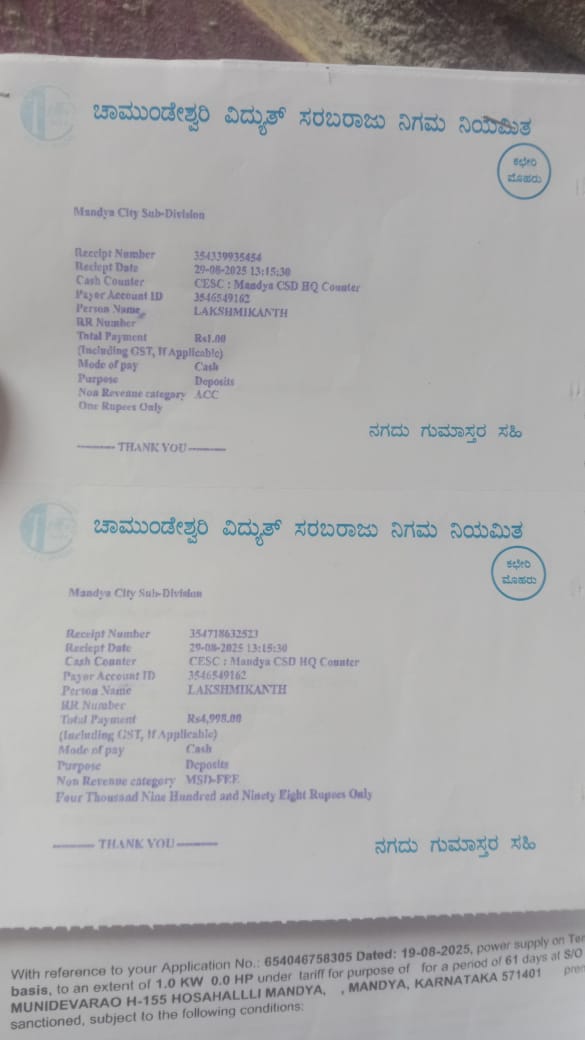 ಚಾಮುಂಡೇಶ್ವರಿ ವಿದ್ಯುತ್ ಸರಬರಾಜು ನಿಗಮ ನಿಯಮಿತ
ಕಛೇರಿ
ಮೊಹರು
Mandya City Sub-Division
Receipt Number 354339935454
Reciept Date 29-08-2025 13:15:30
Cash Counter CESC : Mandya CSD HQ Counter
Payer Account ID 3546549162
Person Name LAKSHMIKANTH
RR Number
Total Payment Rs1.00
(Including GST, If Applicable)
Mode of pay Cash
Purpose Deposits
Non Revenue category ACC
One Rupees Only
ನಗದು ಗುಮಾಸ್ತರ ಸಹಿ
--------- THANK YOU ---------
ಚಾಮುಂಡೇಶ್ವರಿ ವಿದ್ಯುತ್ ಸರಬರಾಜು ನಿಗಮ ನಿಯಮಿತ
ಕಛೇರಿ
ಮೊಹರು
Mandya City Sub-Division
Receipt Number 354718632523
Reciept Date 29-08-2025 13:15:30
Cash Counter CESC : Mandya CSD HQ Counter
Payer Account ID 3546549162
Person Name LAKSHMIKANTH
RR Number
Total Payment Rs4,998.00
(Including GST, If Applicable)
Mode of pay Cash
Purpose Deposits
Non Revenue category MSD-FEE
Four Thousand Nine Hundred and Ninety Eight Rupees Only
--------- THANK YOU ---------
ನಗದು ಗುಮಾಸ್ತರ ಸಹಿ
With reference to your Application No.: 654046758305 Dated: 19-08-2025, power supply on
basis, to an extent of 1.0 KW 0.0 HP under tariff for purpose of for a period of 61 days at S/O
MUNIDEVARAO H-155 HOSAHALLLI MANDYA, , MANDYA, KARNATAKA 571401
sanctioned, subject to the following conditions: